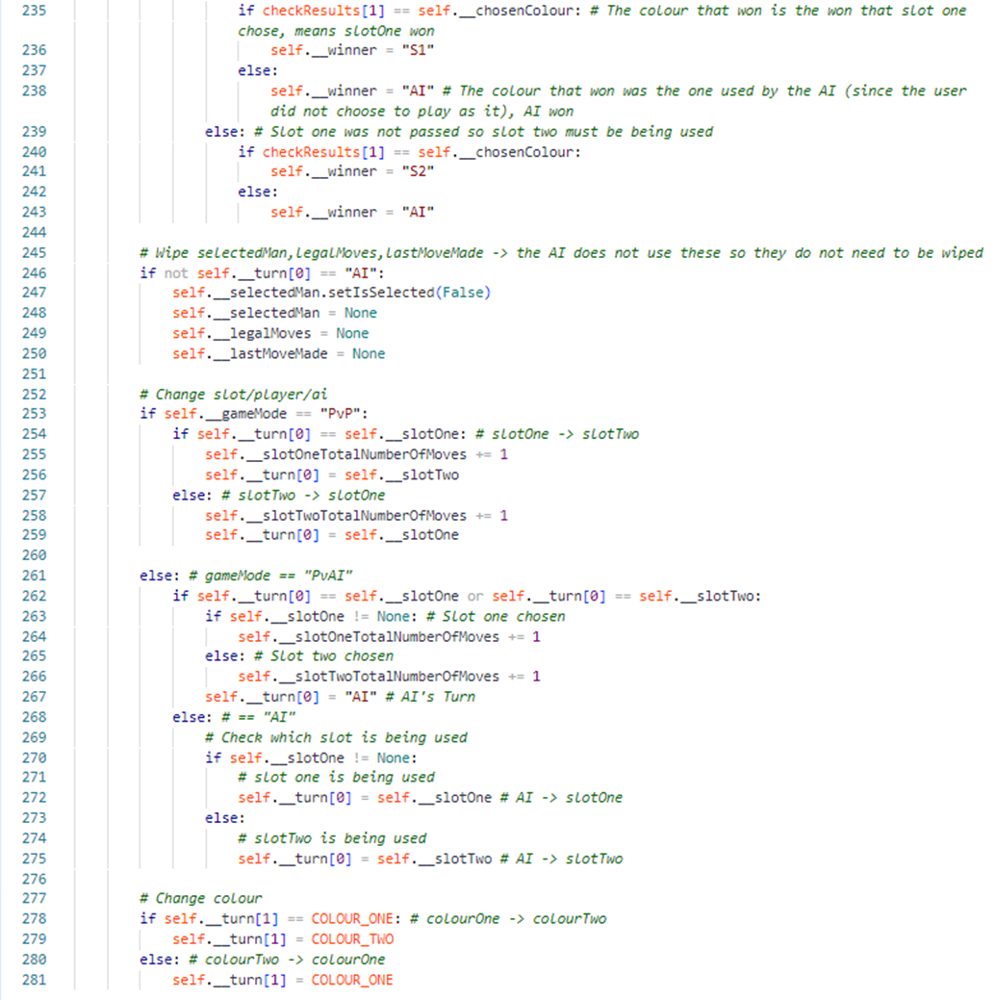 235 if checkResults[1] == self.__chosenColour: # The colour that won is the won that slot one
chose, means slotOne won
236 self.__winner = "S1"
237 else:
238 self.__winner = "AI" # The colour that won was the one used by the AI (since the user
did not choose to play as it), AI won
239 else: # Slot one was not passed so slot two must be being used
240 if checkResults[1] == self.__chosenColour:
241 self.__winner = "S2"
242 else:
243 self.__winner = "AI"
244
245 # Wipe selectedMan,legalMoves,lastMoveMade -> the AI does not use these so they do not need to be wiped
246 if not self.__turn[0] == "AI":
247 self.__selectedMan.setIsSelected(False)
248 self.__selectedMan = None
249 self.__legalMoves = None
250 self.__lastMoveMade = None
251
252 # Change slot/player/ai
253 if self.__gameMode == "PvP":
254 if self.__turn[0] == self.__slotOne: # slotOne -> slotTwo
255 self.__slotOneTotalNumberOfMoves += 1
256 self.__turn[0] = self.__slotTwo
257 else: # slotTwo -> slotOne
258 self.__slotTwoTotalNumberOfMoves += 1
259 self.__turn[0] = self.__slotOne
260
261 else: # gameMode == "PvAI"
262 if self.__turn[0] == self.__slotOne or self.__turn[0] == self.__slotTwo:
263 if self.__slotOne != None: # Slot one chosen
264 self.__slotOneTotalNumberOfMoves += 1
265 else: # Slot two chosen
266 self.__slotTwoTotalNumberOfMoves += 1
267 self.__turn[0] = "AI" # AI's Turn
268 else: # == "AI"
269 # Check which slot is being used
270 if self.__slotOne != None:
271 # slot one is being used
272 self.__turn[0] = self.__slotOne # AI -> slotOne
273 else:
274 # slotTwo is being used
275 self.__turn[0] = self.__slotTwo # AI -> slotTwo
276
277 # Change colour
278 if self.__turn[1] == COLOUR_ONE: # colourOne -> colourTwo
279 self.__turn[1] = COLOUR_TWO
280 else: # colourTwo -> colourOne
281 self.__turn[1] = COLOUR_ONE